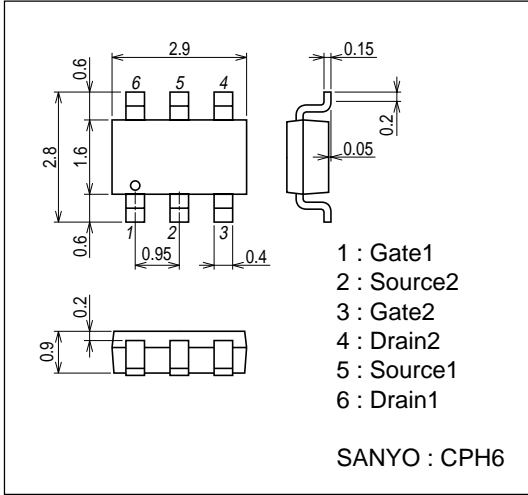 2.9
0.15
0.6
6 5 4
0.2
2.8
1.6
0.05
0.6
1 2 3
0.95
0.4
0.2
0.9
1 : Gate1
2 : Source2
3 : Gate2
4 : Drain2
5 : Source1
6 : Drain1
SANYO : CPH6